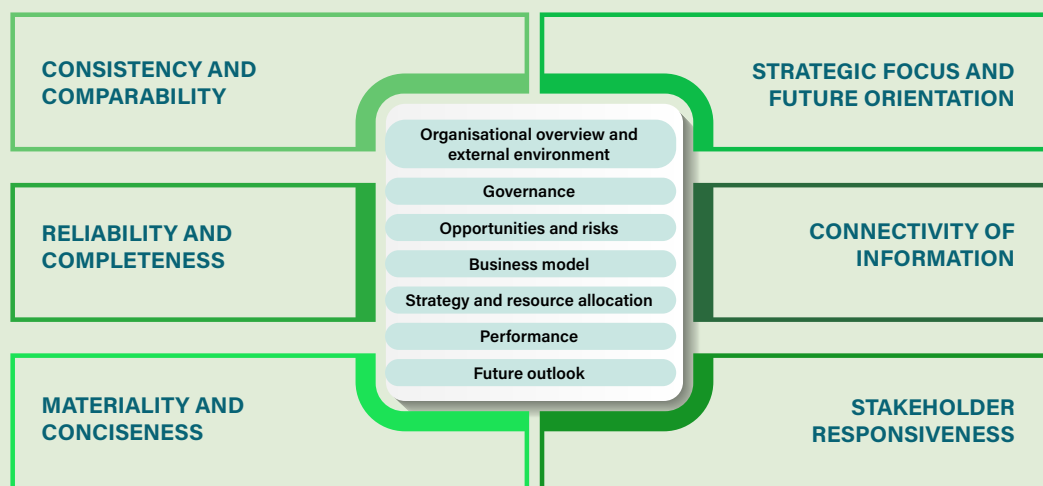 CONSISTENCY AND
COMPARABILITY
RELIABILITY AND
COMPLETENESS
MATERIALITY AND
CONCISENESS
Organisational overview and
external environment
Governance
Opportunities and risks
Business model
Strategy and resource allocation
Performance
Future outlook
STRATEGIC FOCUS AND
FUTURE ORIENTATION
CONNECTIVITY OF
INFORMATION
STAKEHOLDER
RESPONSIVENESS